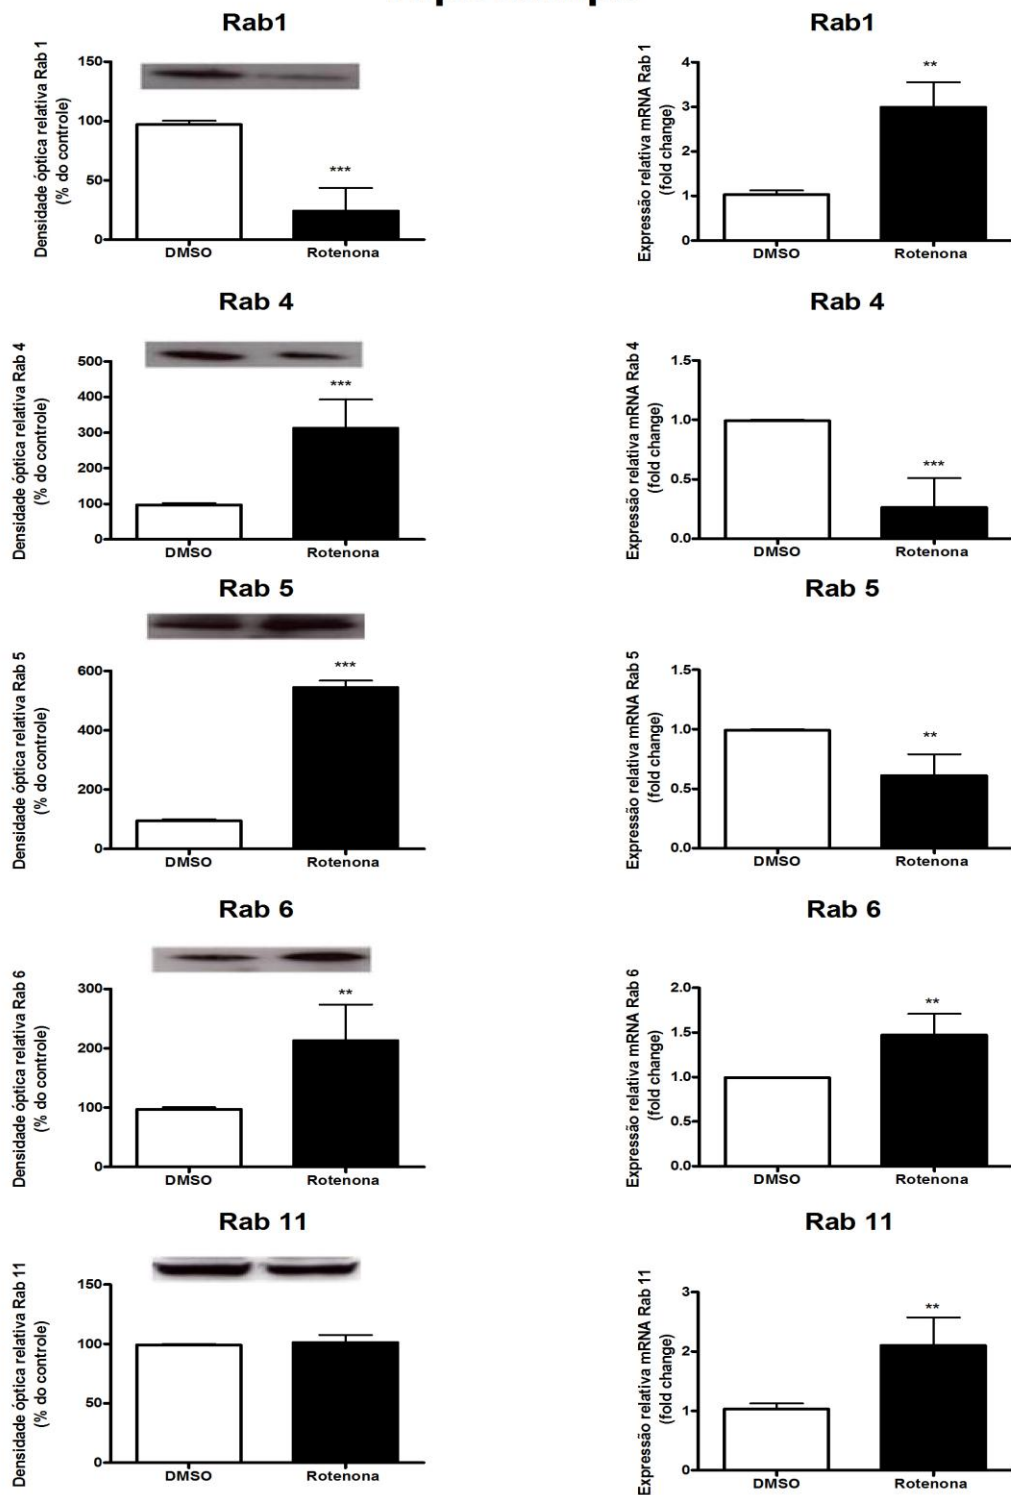 Rab1
Densidade óptica relativa Rab 1
(% do controle)
150
100
50
0
***
DMSO
Rotenona
Rab1
Expressão relativa mRNA Rab 1
(fold change)
4
3
2
1
0
**
DMSO
Rotenona
Rab 4
Densidade óptica relativa Rab 4
(% do controle)
500
400
300
200
100
0
***
DMSO
Rotenona
Rab 4
Expressão relativa mRNA Rab 4
(fold change)
1.5
1.0
0.5
0.0
***
DMSO
Rotenona
Rab 5
Densidade óptica relativa Rab 5
(% do controle)
600
400
200
0
***
DMSO
Rotenona
Rab 5
Expressão relativa mRNA Rab 5
(fold change)
1.5
1.0
0.5
0.0
**
DMSO
Rotenona
Rab 6
Densidade óptica relativa Rab 6
(% do controle)
300
200
100
0
**
DMSO
Rotenona
Rab 6
Expressão relativa mRNA Rab 6
(fold change)
2.0
1.5
1.0
0.5
0.0
**
DMSO
Rotenona
Rab 11
Densidade óptica relativa Rab 11
(% do controle)
150
100
50
0
DMSO
Rotenona
Rab 11
Expressão relativa mRNA Rab 11
(fold change)
3
2
1
0
**
DMSO
Rotenona